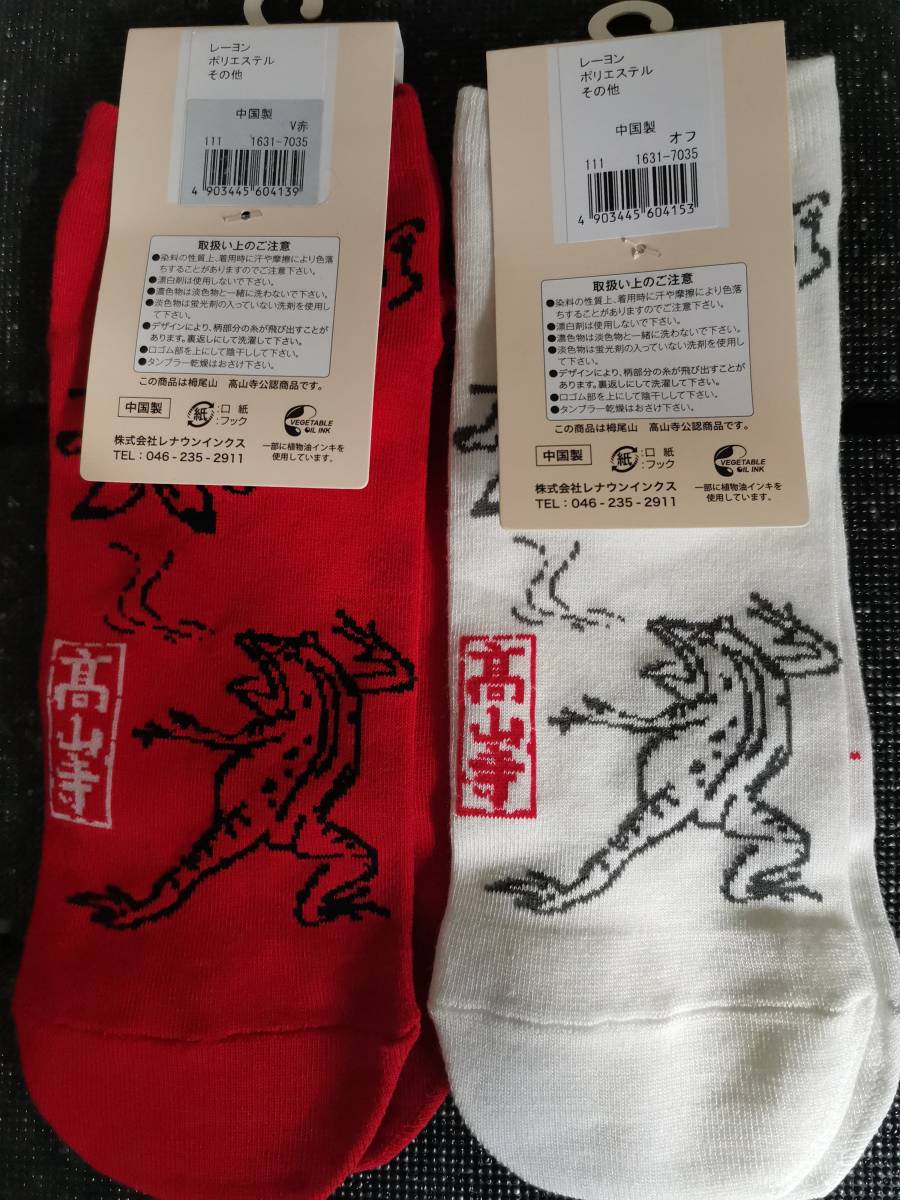 レーヨン
ポリエステル
その他
中国製
V赤
111 1631-7035
4 903445 604139
取扱い上のご注意
●染料の性質上、着用時に汗や摩擦により色落
ちすることがありますのでご注意下さい。
●漂白剤は使用しないで下さい。
●濃色物は淡色物と一緒に洗わないで下さい。
●淡色物は蛍光剤の入っていない洗剤を使用し
て下さい。
●デザインにより、柄部分の糸が飛び出すことが
あります。裏返しにして洗濯して下さい。
●口ゴム部を上にして陰干しして下さい。
●タンブラー乾燥はおさけ下さい。
この商品は栂尾山 高山寺公認商品です。
中国製
紙
:口 紙
:フック
VEGETABLE
OIL INK
株式会社レナウンインクス
TEL：046-235-2911
一部に植物油インキを
使用しています。
髙山寺
レーヨン
ポリエステル
その他
中国製
オフ
111 1631-7035
4 903445 604153
取扱い上のご注意
●染料の性質上、着用時に汗や摩擦により色落
ちすることがありますのでご注意下さい。
●漂白剤は使用しないで下さい。
●濃色物は淡色物と一緒に洗わないで下さい。
●淡色物は蛍光剤の入っていない洗剤を使用し
て下さい。
●デザインにより、柄部分の糸が飛び出すことが
あります。裏返しにして洗濯して下さい。
●口ゴム部を上にして陰干しして下さい。
●タンブラー乾燥はおさけ下さい。
この商品は栂尾山 高山寺公認商品です。
中国製
紙
:口 紙
:フック
VEGETABLE
OIL INK
株式会社レナウンインクス
TEL：046-235-2911
一部に植物油インキを
使用しています。
髙山寺